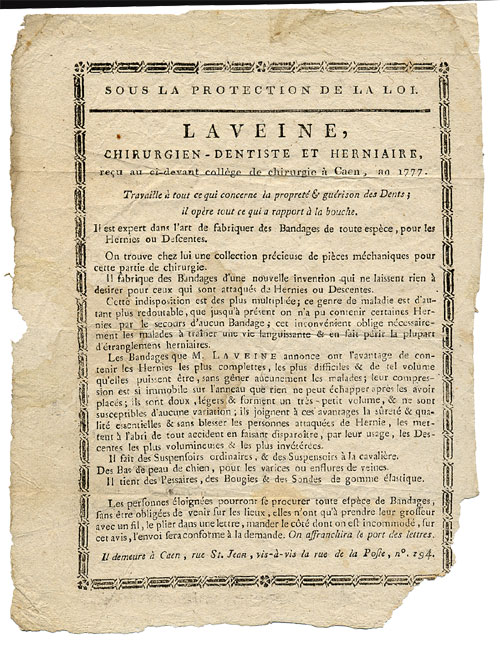 SOUS LA PROTECTION DE LA LOI.
LAVEINE,
CHIRURGIEN-DENTISTE ET HERNIAIRE,
reçu au ci-devant collège de chirurgie à Caen, an 1777.
Travaille à tout ce qui concerne la propreté & guérison des Dents;
il opère tout ce qui a rapport à la bouche.
Il est expert dans l'art de fabriquer des Bandages de toute espèce, pour les
Hernies ou Descentes.
On trouve chez lui une collection précieuse de pièces méchaniques pour
cette partie de chirurgie.
Il fabrique des Bandages d'une nouvelle invention qui ne laissent rien à
désirer pour ceux qui sont attaqués de Hernies ou Descentes.
Cette indisposition est des plus multipliée; ce genre de maladie est d'au-
tant plus redoutable, que jusqu'à présent on n'a pu contenir certaines Her-
nies par le secours d'aucun Bandage; cet inconvénient oblige nécessaire-
ment les malades à traîner une vie languissante & en fait périr la plupart
d'étranglement herniaires.
Les Bandages que M. LAVEINE annonce ont l'avantage de con-
tenir les Hernies les plus complettes, les plus difficiles & de tel volume
qu'elles puissent être, sans gêner aucunement les malades; leur compres-
sion est si immobile sur l'anneau que rien ne peut échapper après les avoir
placés; ils sont doux, légers & forment un très-petit volume, & ne sont
susceptibles d'aucune variation; ils joignent à ces avantages la sûreté & qua-
lité essentielles & sans blesser les personnes attaquées de Hernie, les met-
tent à l'abri de tout accident en faisant disparoître, par leur usage, les Des-
centes les plus volumineuses & les plus invétérées.
Il fait des Suspensoirs ordinaires, & des Suspensoirs à la cavalière.
Des Bas de peau de chien, pour les varices ou enflures de veines.
Il tient des Pessaires, des Bougies & des Sondes de gomme élastique.
Les personnes éloignées pourront se procurer toute espèce de Bandages,
sans être obligées de venir sur les lieux, elles n'ont qu'à prendre leur grosseur
avec un fil, le plier dans une lettre, mander le côté dont on est incommodé, sur
cet avis, l'envoi sera conforme à la demande. On affranchira le port des lettres.
Il demeure à Caen, rue St. Jean, vis-à-vis la rue de la Poste, n°. 194.